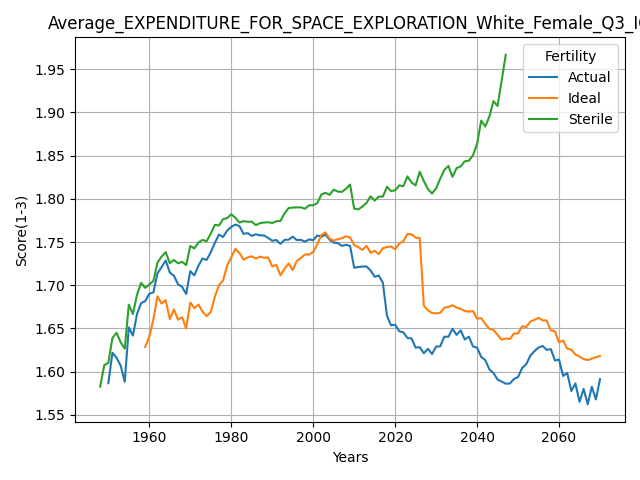 Average_EXPENDITURE_FOR_SPACE_EXPLORATION_White_Female_Q3_I
Score(1-3)
1.95
1.90
1.85
1.80
1.75
1.70
1.65
1.60
1.55
Fertility
Actual
Ideal
Sterile
1960 1980 2000 2020 2040 2060
Years